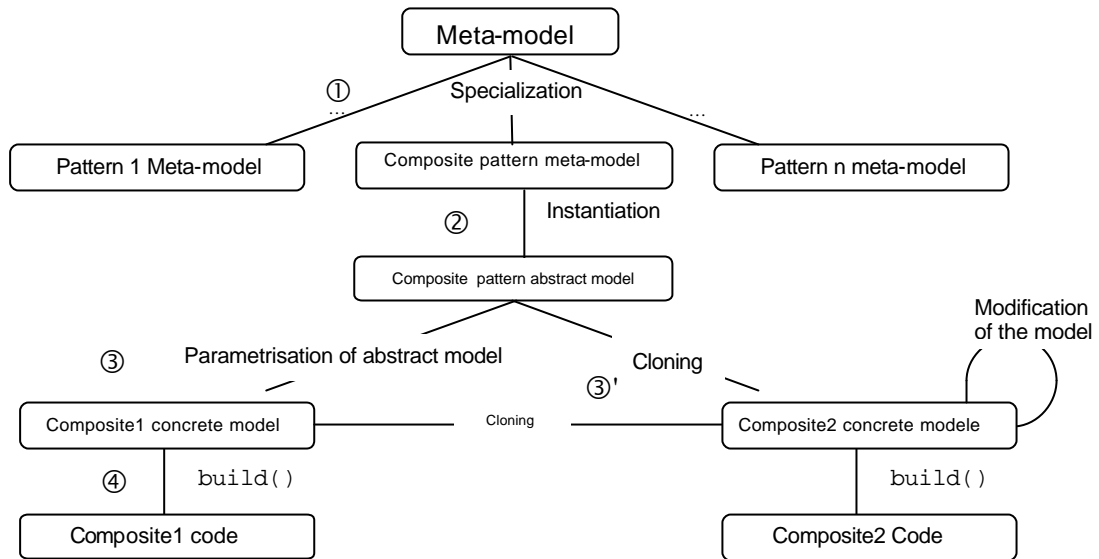 Meta-model
①
...
Specialization
...
Pattern 1 Meta-model
Composite pattern meta-model
Pattern n meta-model
②
Instantiation
Composite pattern abstract model
Modification
of the model
③
Parametrisation of abstract model
Cloning
③'
Composite1 concrete model
Cloning
Composite2 concrete modele
④
build()
build()
Composite1 code
Composite2 Code